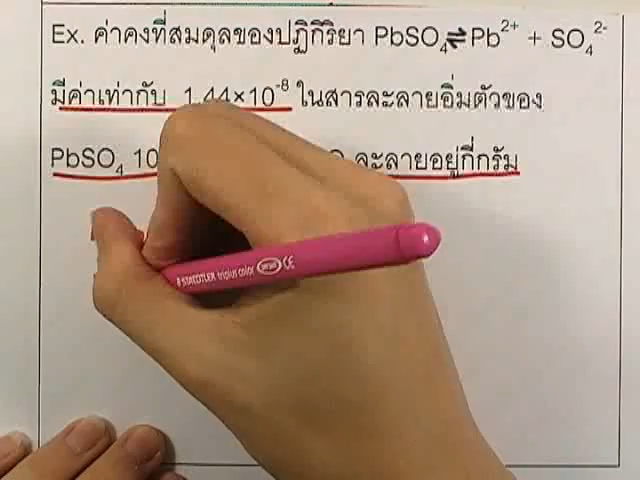 Ex. ค่าคงที่สมดุลของปฏิกิริยา PbSO₄ ⇌ Pb²⁺ + SO₄²⁻
มีค่าเท่ากับ 1.44×10⁻⁸ ในสารละลายอิ่มตัวของ
PbSO₄ 10 ละลายอยู่กี่กรัม
STAEDTLER triplus color CE